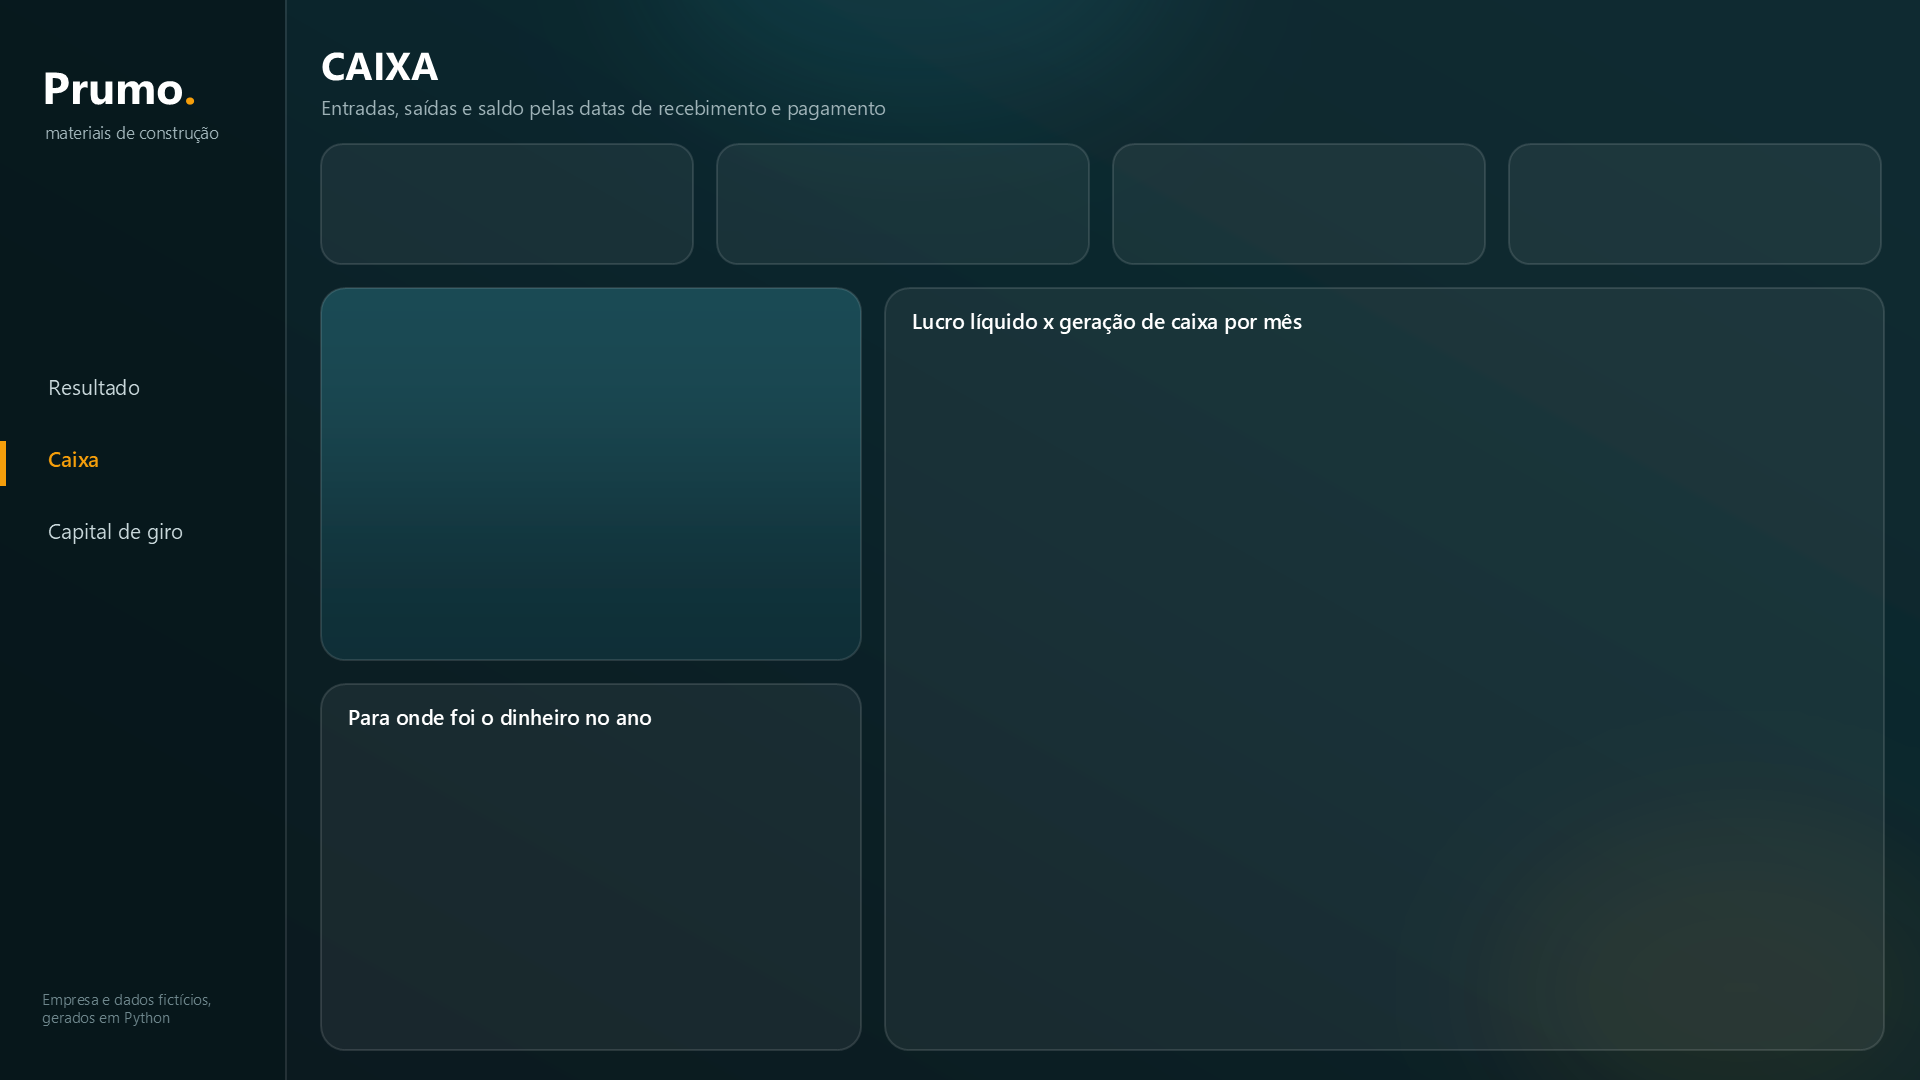 Prumo.
materiais de construção
Resultado
Caixa
Capital de giro
Empresa e dados fictícios,
gerados em Python
CAIXA
Entradas, saídas e saldo pelas datas de recebimento e pagamento
Lucro líquido x geração de caixa por mês
Para onde foi o dinheiro no ano